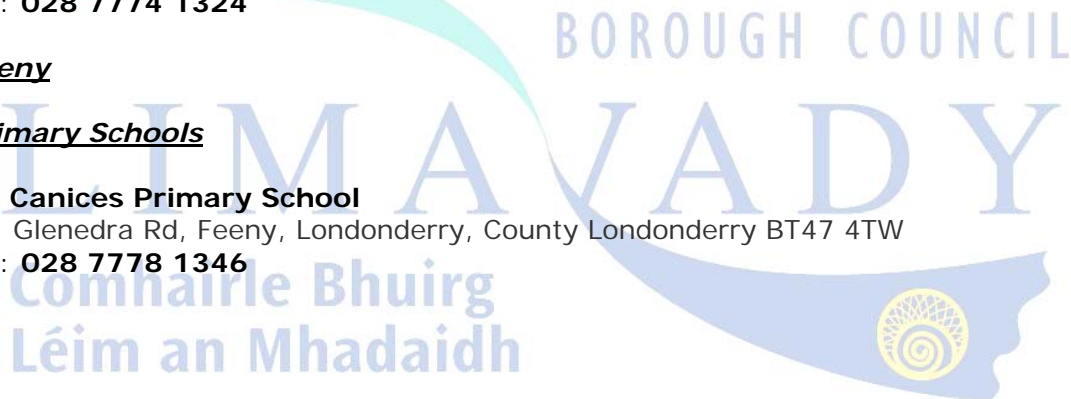 : 028 7774 1324
BOROUGH COUNCIL
eny
imary Schools
LIMAVADY
Canices Primary School
Glenedra Rd, Feeny, Londonderry, County Londonderry BT47 4TW
: 028 7778 1346
Comhairle Bhuirg
Léim an Mhadaidh